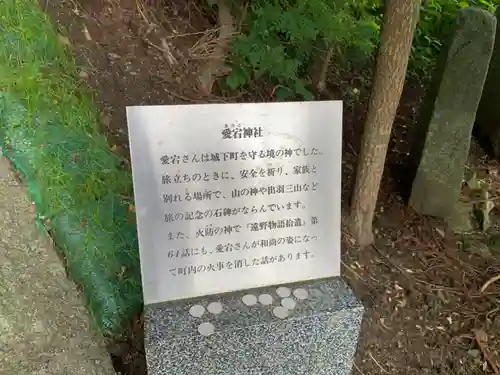 あたご
愛宕神社
愛宕さんは城下町を守る境の神でした。
旅立ちのときに、安全を祈り、家族と
別れる場所で、山の神や出羽三山など
旅の記念の石碑がならんでいます。
また、火防の神で『遠野物語拾遺』第
64話にも、愛宕さんが和尚の姿になっ
て町内の火事を消した話があります。